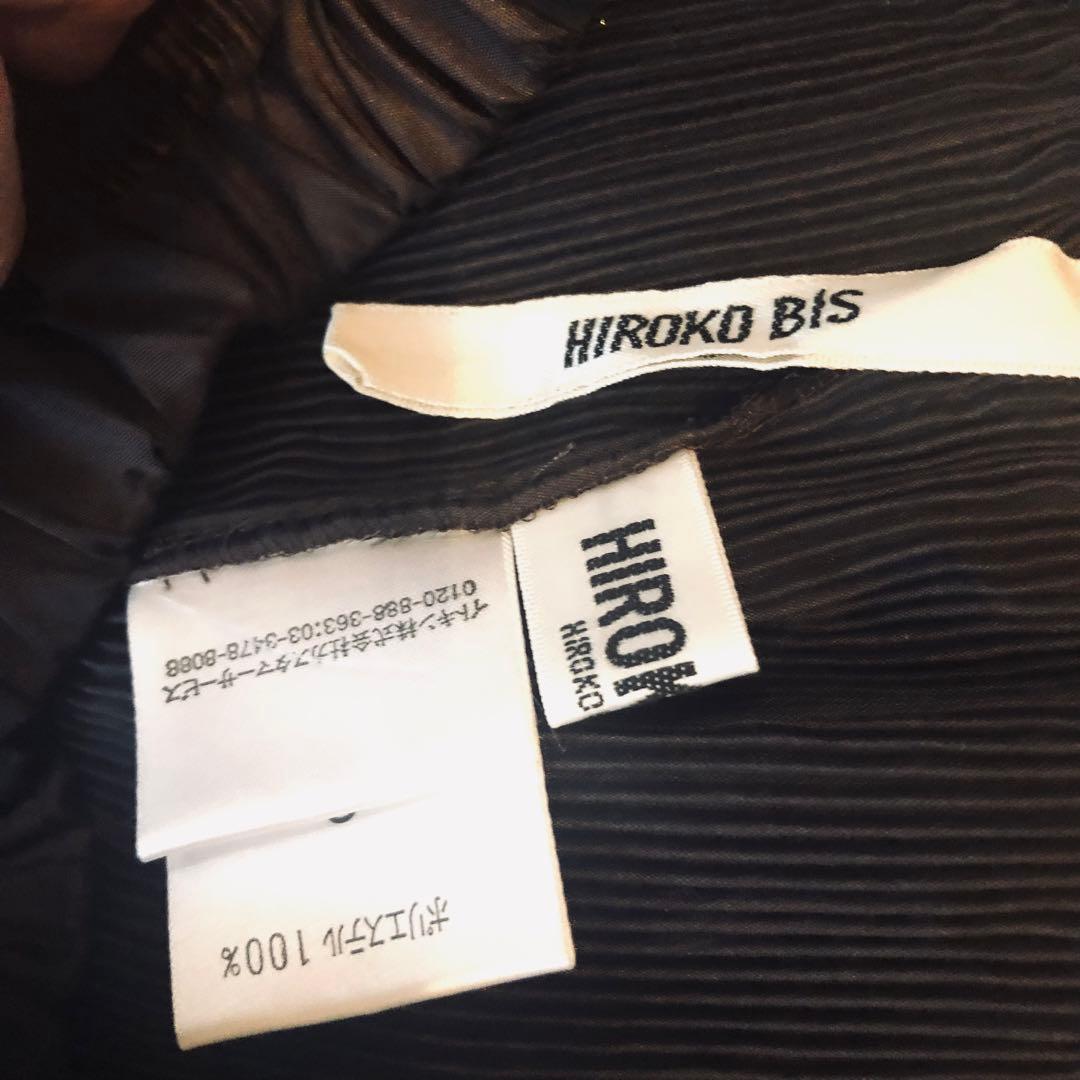 HIROKO BIS
HIROK
HIROKO
イトキン株式会社カスタマーサービス
0120-888-363:03-3478-8088
ポリエステル 100%